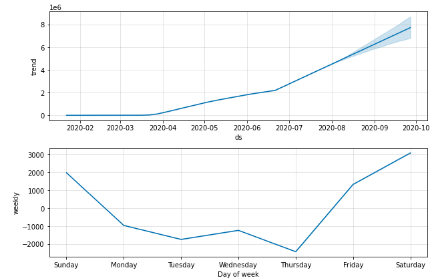 1e6
8
6
4
2
0
trend
2020-02 2020-03 2020-04 2020-05 2020-06 2020-07 2020-08 2020-09 2020-10
ds
3000
2000
1000
0
−1000
−2000
weekly
Sunday Monday Tuesday Wednesday Thursday Friday Saturday
Day of week